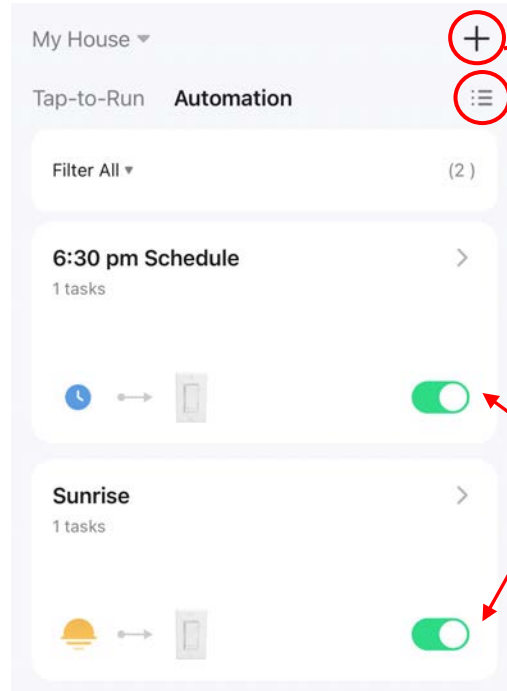 My House
Tap-to-Run Automation
Filter All (2)
6:30 pm Schedule
1 tasks
Sunrise
1 tasks